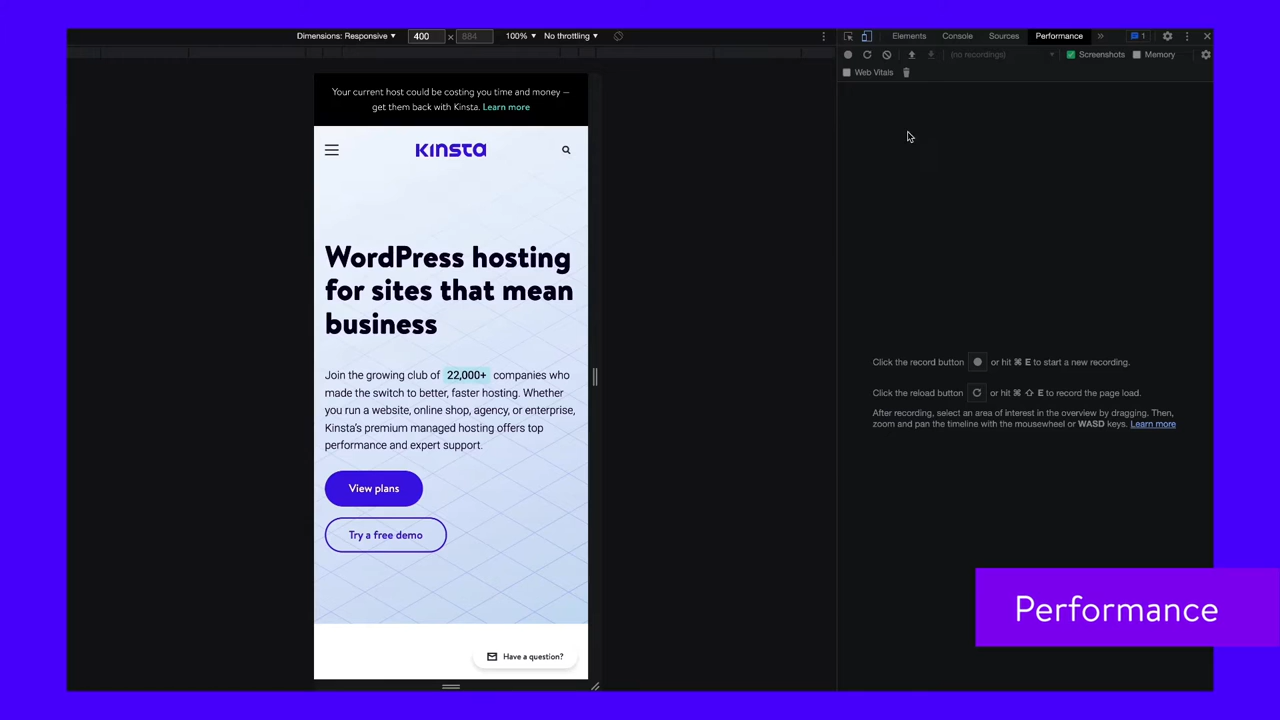 Dimensions: Responsive ▾ 400 × 884 100% ▾ No throttling ▾
Elements Console Sources Performance » 1
(no recordings) Screenshots Memory
Web Vitals
Your current host could be costing you time and money —
get them back with Kinsta. Learn more
KINSTA
WordPress hosting
for sites that mean
business
Join the growing club of 22,000+ companies who
made the switch to better, faster hosting. Whether
you run a website, online shop, agency, or enterprise,
Kinsta's premium managed hosting offers top
performance and expert support.
View plans
Try a free demo
Have a question?
Click the record button or hit ⌘ E to start a new recording.
Click the reload button or hit ⌘ ⇧ E to record the page load.
After recording, select an area of interest in the overview by dragging. Then,
zoom and pan the timeline with the mousewheel or WASD keys. Learn more
Performance